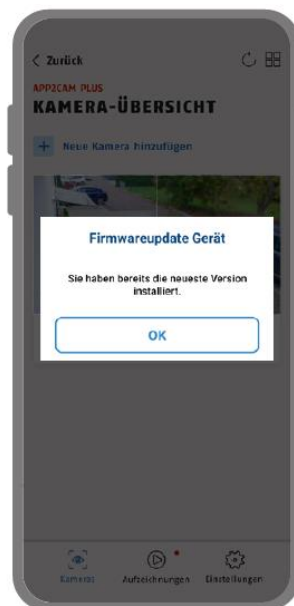 Zurück
APP2CAM PLUS
KAMERA-ÜBERSICHT
Neue Kamera hinzufügen
Firmwareupdate Gerät
Sie haben bereits die neueste Version
installiert.
OK
Kameras
Aufzeichnungen
Einstellungen